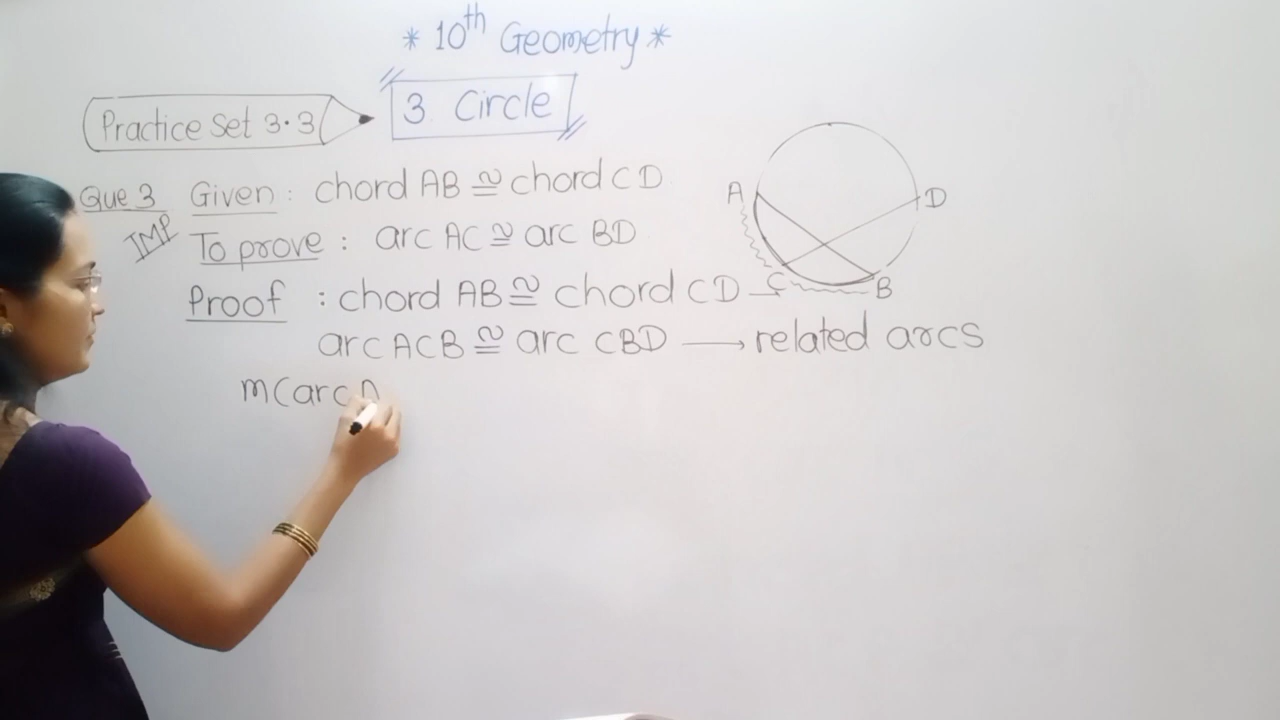 * 10th Geometry *
3 Circle
Practice Set 3.3
Que 3 Given : chord AB ≅ chord CD
IMP
To prove : arc AC ≅ arc BD
Proof : chord AB ≅ chord CD —
arc ACB ≅ arc CBD → related arcs
m(arc
A
D
C
B